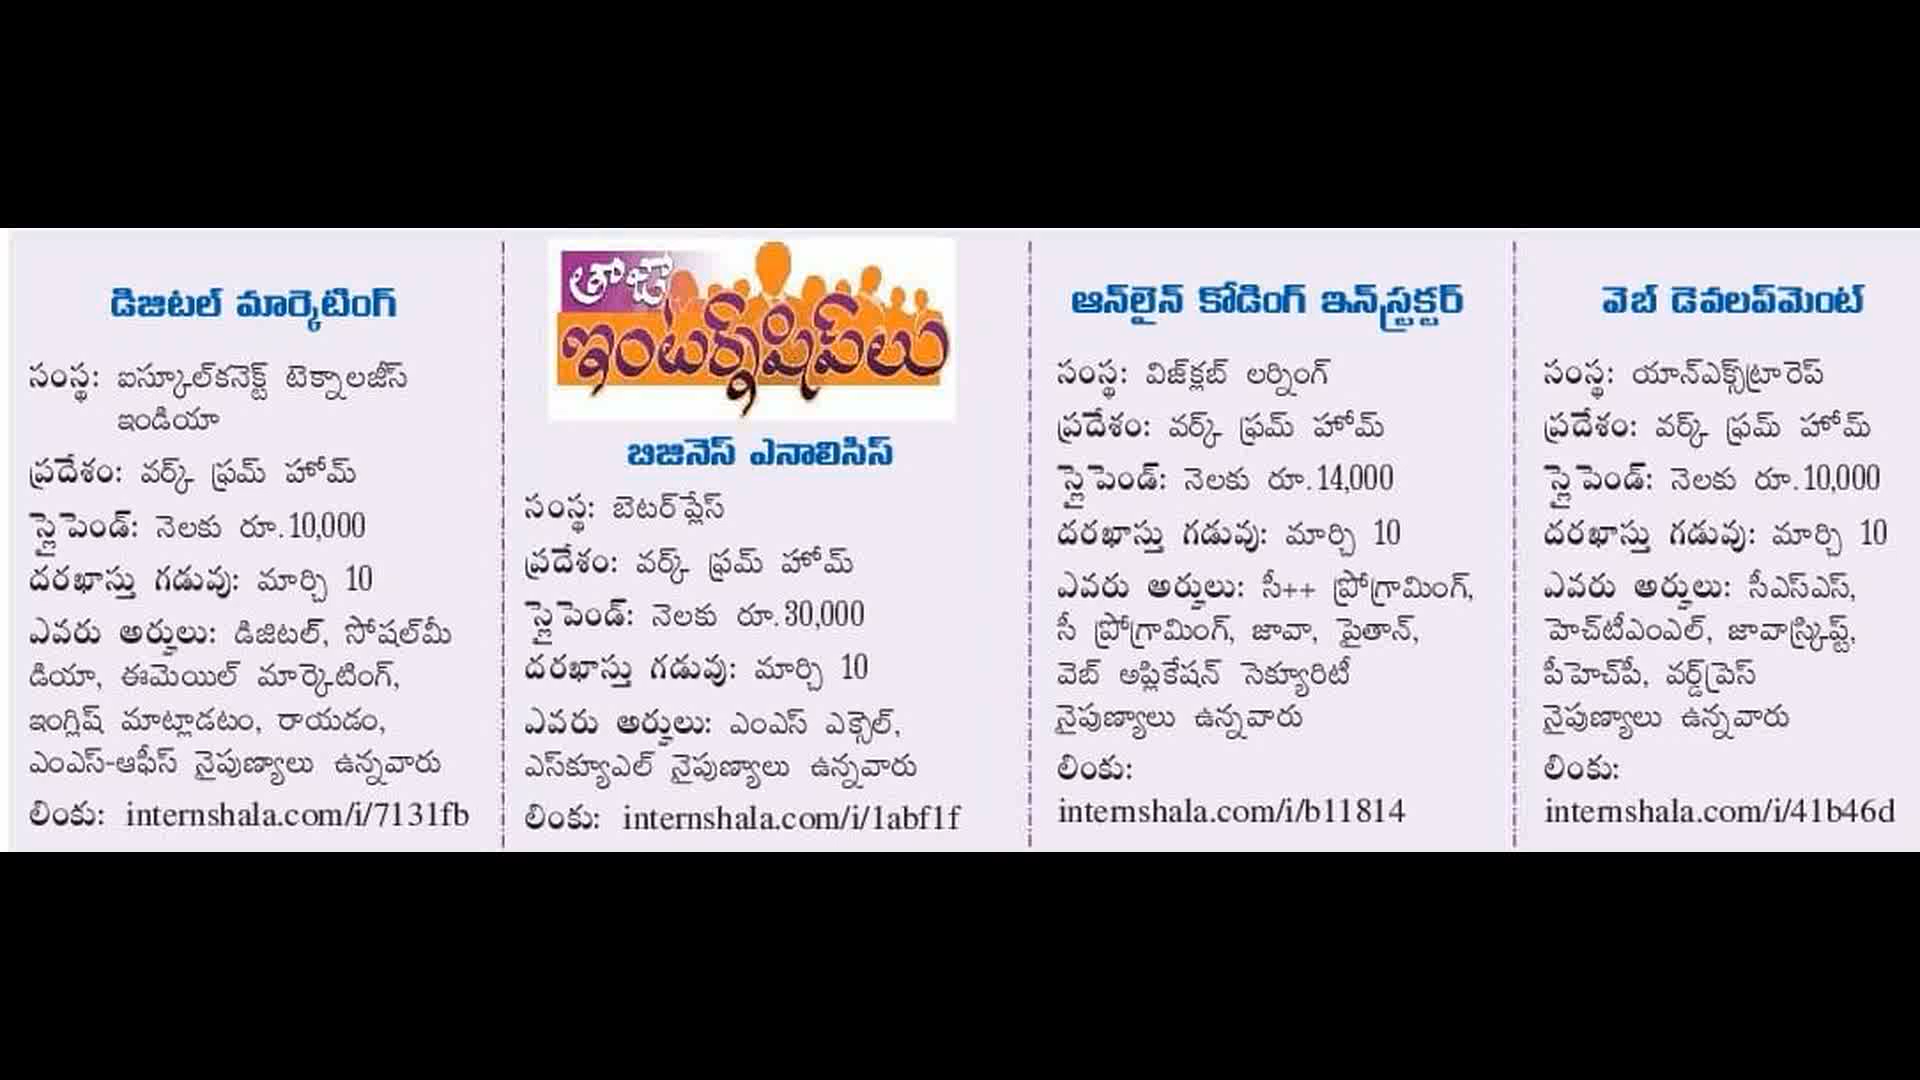 డిజిటల్ మార్కెటింగ్
సంస్థ: ఐస్కూల్‌కనెక్ట్ టెక్నాలజీస్
ఇండియా
ప్రదేశం: వర్క్ ఫ్రమ్ హోమ్
స్టైపెండ్: నెలకు రూ.10,000
దరఖాస్తు గడువు: మార్చి 10
ఎవరు అర్హులు: డిజిటల్, సోషల్‌మీ
డియా, ఈమెయిల్ మార్కెటింగ్,
ఇంగ్లిష్ మాట్లాడటం, రాయడం,
ఎంఎస్-ఆఫీస్ నైపుణ్యాలు ఉన్నవారు
లింకు: internshala.com/i/7131fb
తాజా
ఇంటర్న్‌షిప్‌లు
బిజినెస్ ఎనాలిసిస్
సంస్థ: బెటర్‌ప్లేస్
ప్రదేశం: వర్క్ ఫ్రమ్ హోమ్
స్టైపెండ్: నెలకు రూ.30,000
దరఖాస్తు గడువు: మార్చి 10
ఎవరు అర్హులు: ఎంఎస్ ఎక్సెల్,
ఎస్‌క్యూఎల్ నైపుణ్యాలు ఉన్నవారు
లింకు: internshala.com/i/1abf1f
ఆన్‌లైన్ కోడింగ్ ఇన్‌స్ట్రక్టర్
సంస్థ: విజ్‌క్లబ్ లర్నింగ్
ప్రదేశం: వర్క్ ఫ్రమ్ హోమ్
స్టైపెండ్: నెలకు రూ.14,000
దరఖాస్తు గడువు: మార్చి 10
ఎవరు అర్హులు: సీ++ ప్రోగ్రామింగ్,
సీ ప్రోగ్రామింగ్, జావా, పైతాన్,
వెబ్ అప్లికేషన్ సెక్యూరిటీ
నైపుణ్యాలు ఉన్నవారు
లింకు:
internshala.com/i/b11814
వెబ్ డెవలప్‌మెంట్
సంస్థ: యాన్‌ఎక్స్‌ట్రారెప్
ప్రదేశం: వర్క్ ఫ్రమ్ హోమ్
స్టైపెండ్: నెలకు రూ.10,000
దరఖాస్తు గడువు: మార్చి 10
ఎవరు అర్హులు: సీఎస్ఎస్,
హెచ్‌టీఎంఎల్, జావాస్క్రిప్ట్,
పీహెచ్‌పీ, వర్డ్‌ప్రెస్
నైపుణ్యాలు ఉన్నవారు
లింకు:
internshala.com/i/41b46d